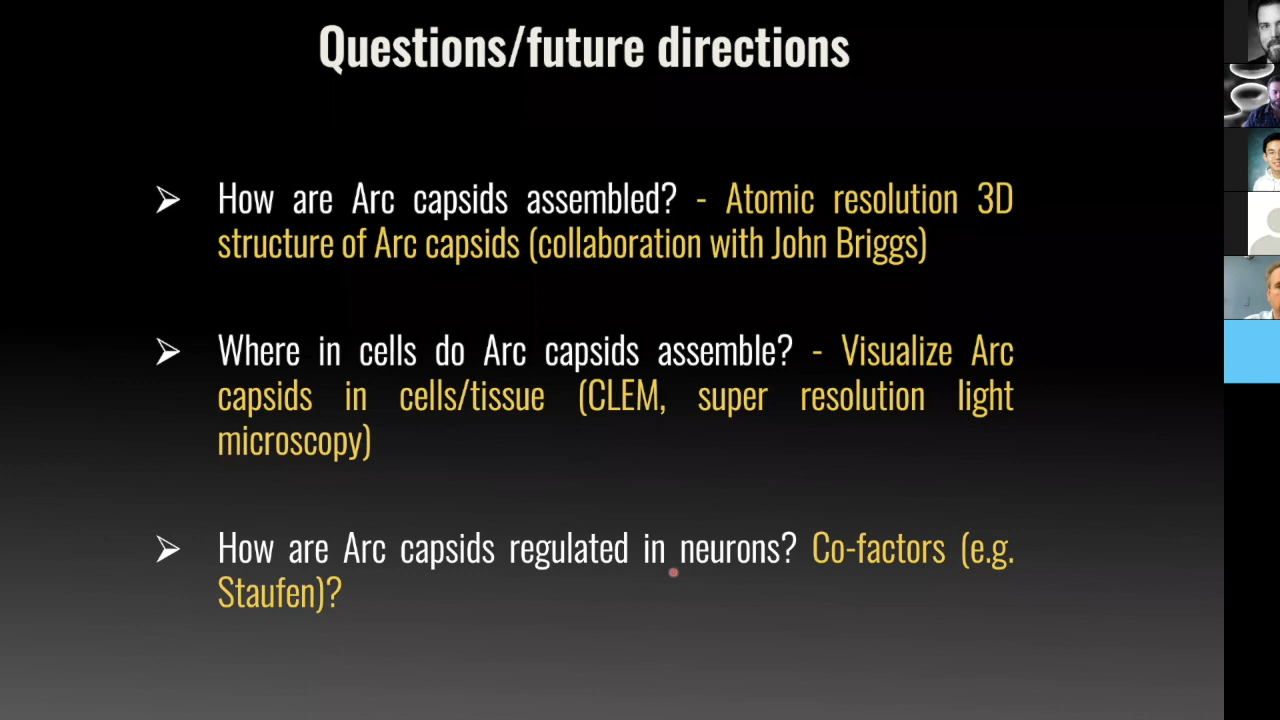 Questions/future directions
How are Arc capsids assembled? - Atomic resolution 3D
structure of Arc capsids (collaboration with John Briggs)
Where in cells do Arc capsids assemble? - Visualize Arc
capsids in cells/tissue (CLEM, super resolution light
microscopy)
How are Arc capsids regulated in neurons? Co-factors (e.g.
Staufen)?